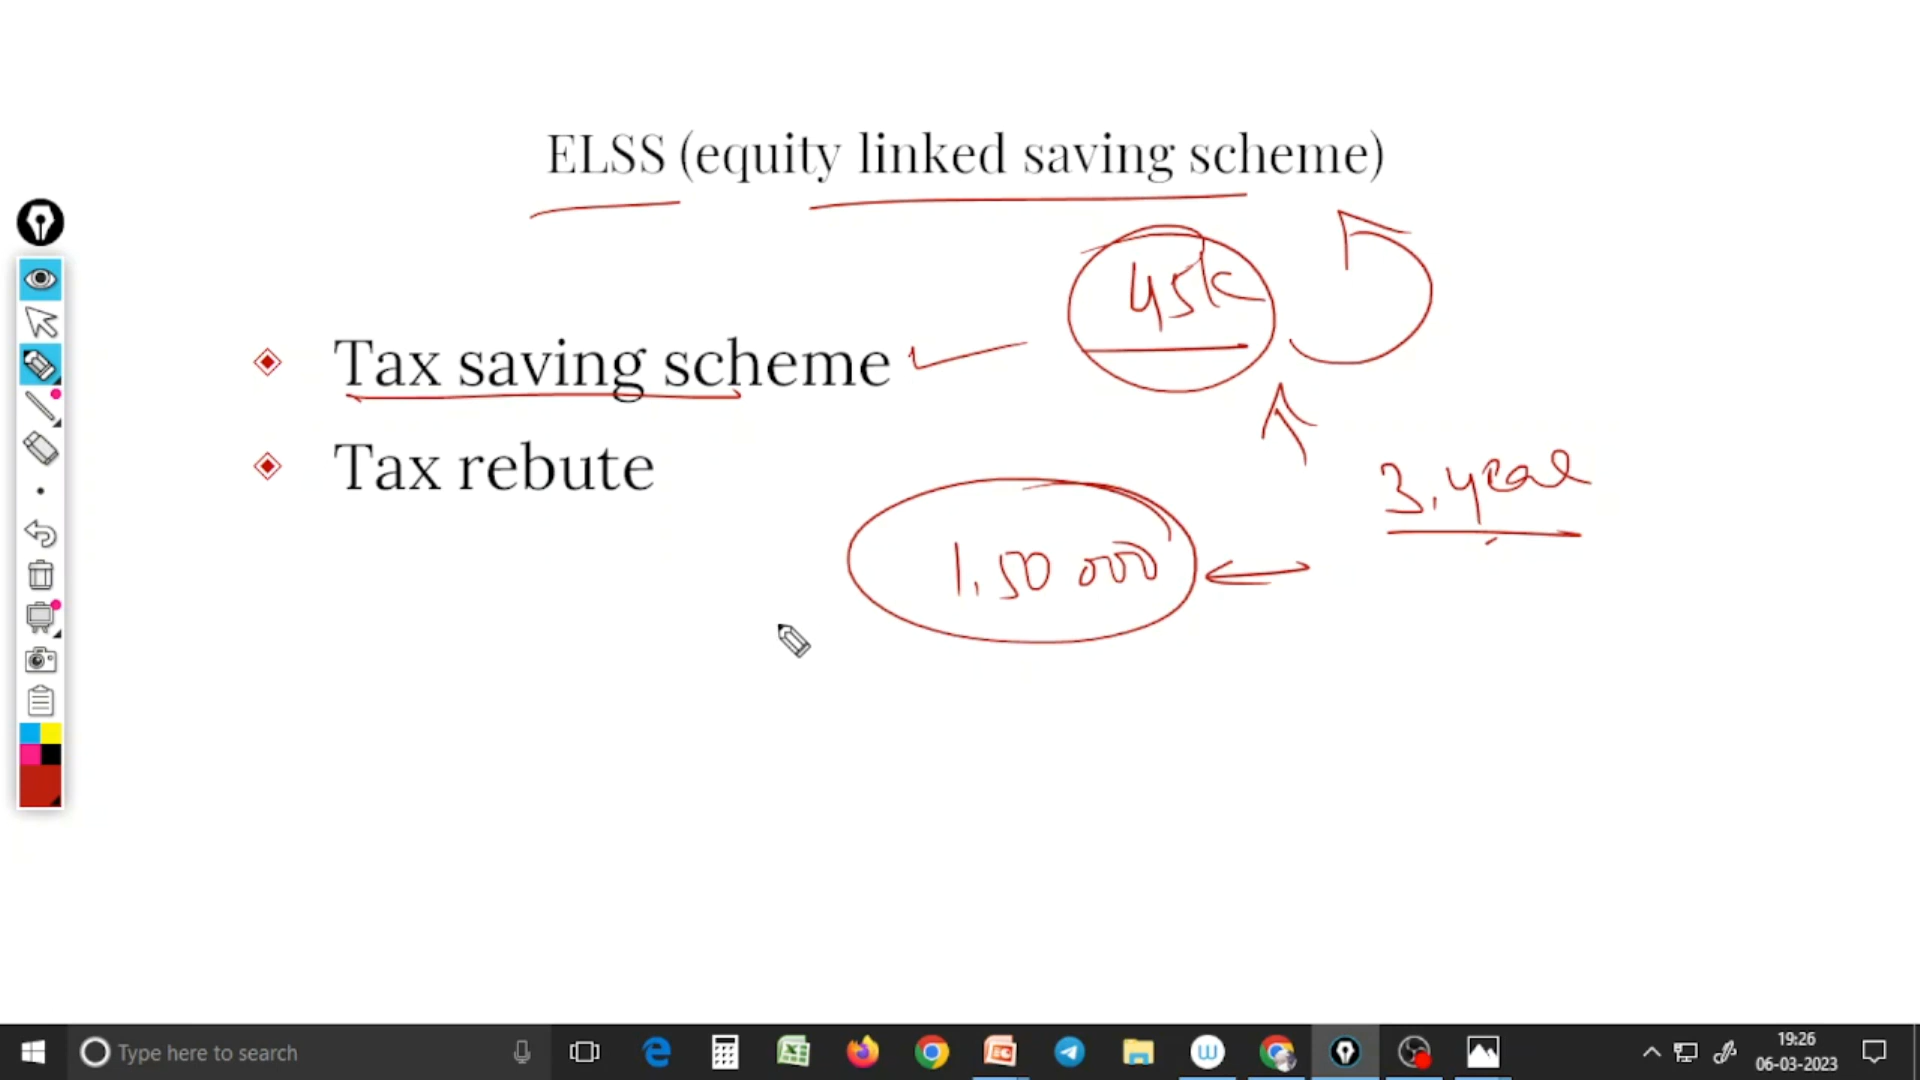 ELSS (equity linked saving scheme)
45k
Tax saving scheme
Tax rebute
3. year
1,50 000
Type here to search
19:26
06-03-2023